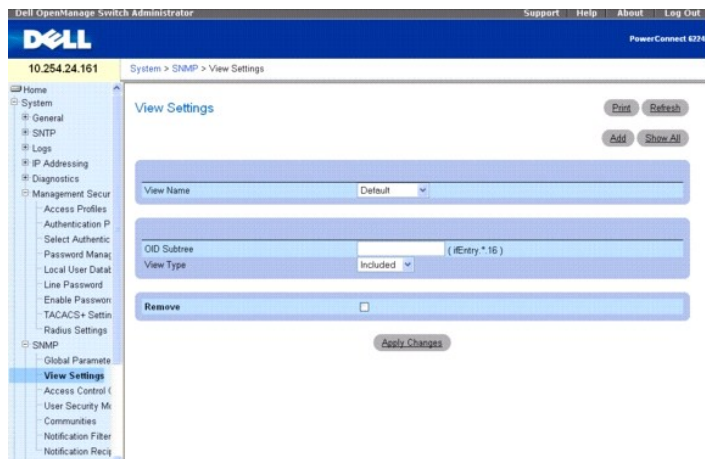 Dell OpenManage Switch Administrator
Support Help About Log Out
DELL
PowerConnect 6224
10.254.24.161
System > SNMP > View Settings
Home
System
General
SNTP
Logs
IP Addressing
Diagnostics
Management Secur
Access Profiles
Authentication P
Select Authentic
Password Manag
Local User Datab
Line Password
Enable Passwor
TACACS+ Settin
Radius Settings
SNMP
Global Paramete
View Settings
Access Control (
User Security Mo
Communities
Notification Filter
Notification Recip
View Settings
Print Refresh
Add Show All
View Name Default
OID Subtree ( ifEntry.*.16 )
View Type Included
Remove
Apply Changes